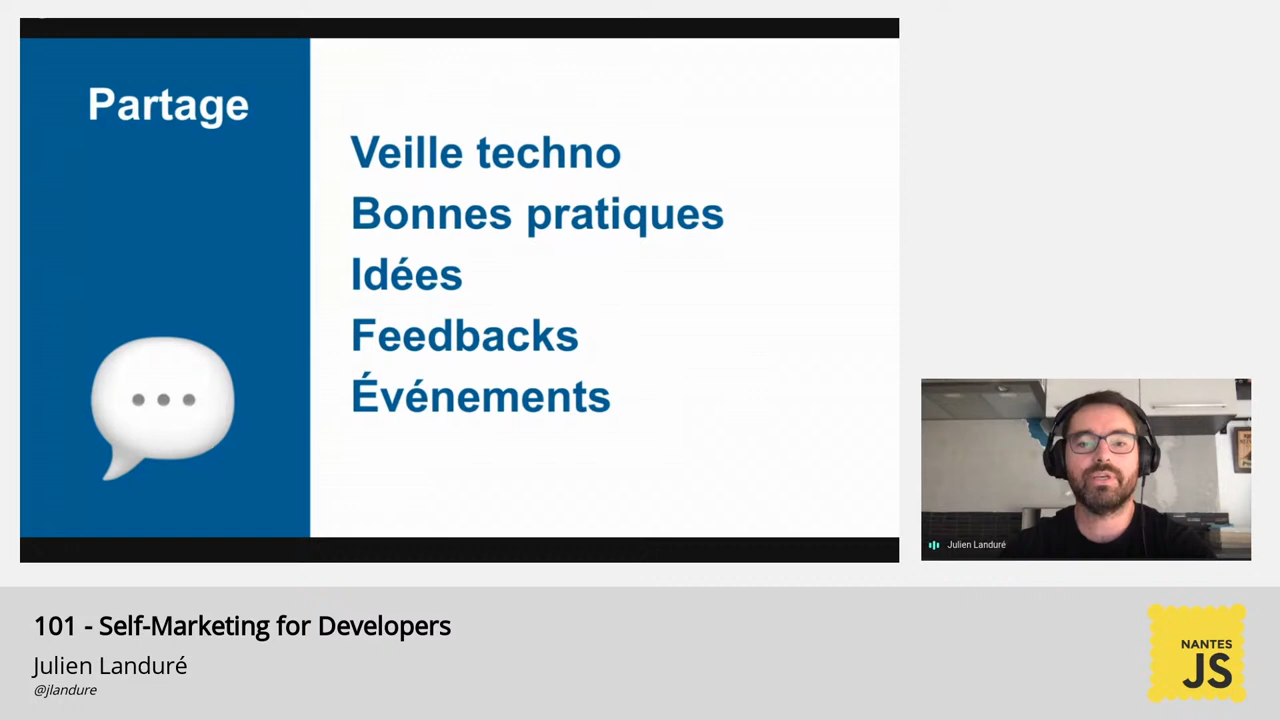 Partage
Veille techno
Bonnes pratiques
Idées
Feedbacks
Événements
Julien Landuré
101 - Self-Marketing for Developers
Julien Landuré
@jlandure
NANTES
JS